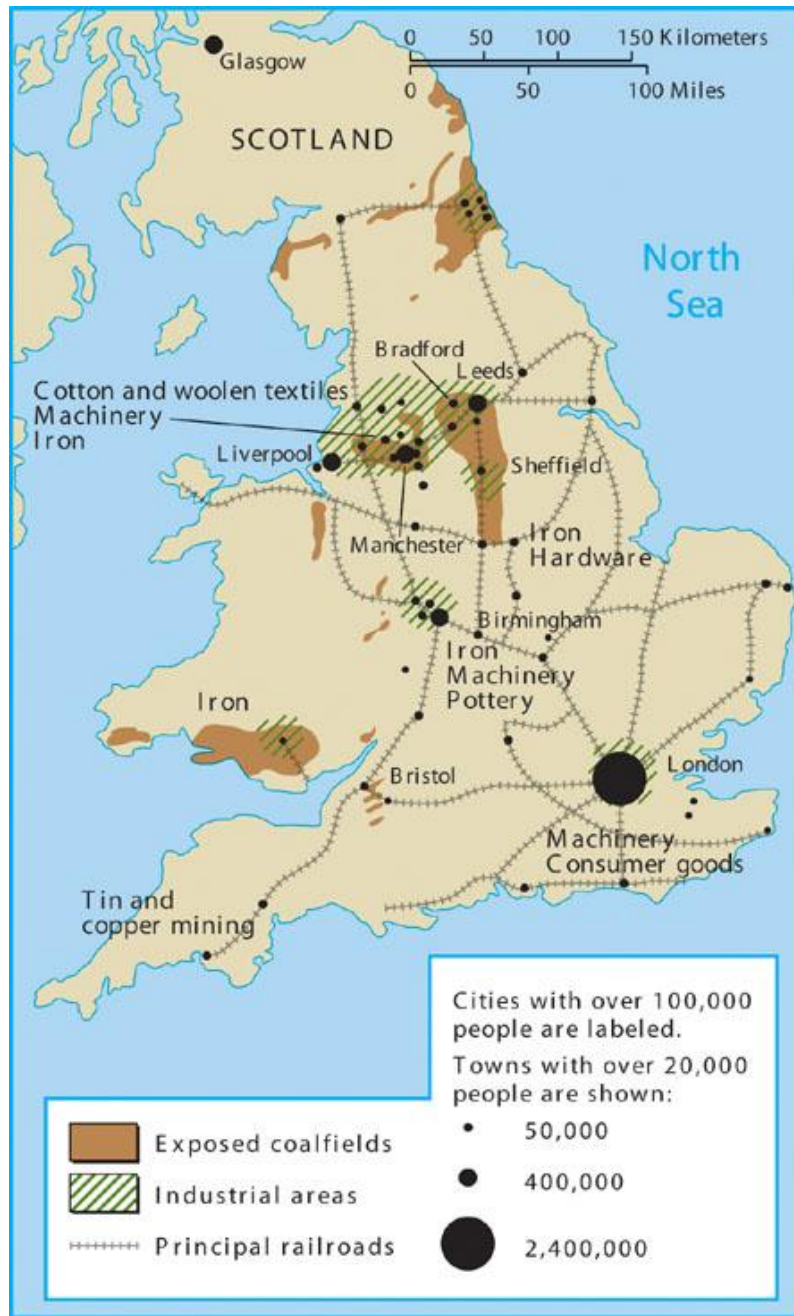 Glasgow
0 50 100 150 Kilometers
0 50 100 Miles
SCOTLAND
North
Sea
Bradford
Leeds
Cotton and woolen textiles
Machinery
Iron
Liverpool
Sheffield
Manchester
Iron
Hardware
Birmingham
Iron
Machinery
Pottery
Iron
London
Bristol
Machinery
Consumer goods
Tin and
copper mining
Cities with over 100,000
people are labeled.
Towns with over 20,000
people are shown:
50,000
400,000
2,400,000
Exposed coalfields
Industrial areas
Principal railroads